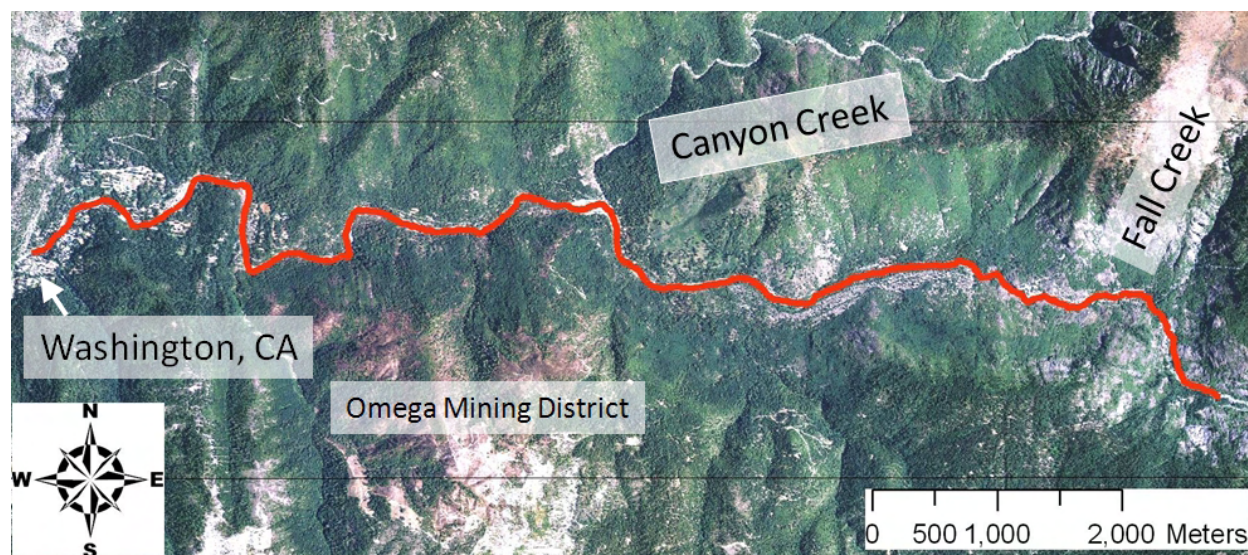 Canyon Creek
Fall Creek
Washington, CA
Omega Mining District
N
W E
S
0 500 1,000 2,000 Meters